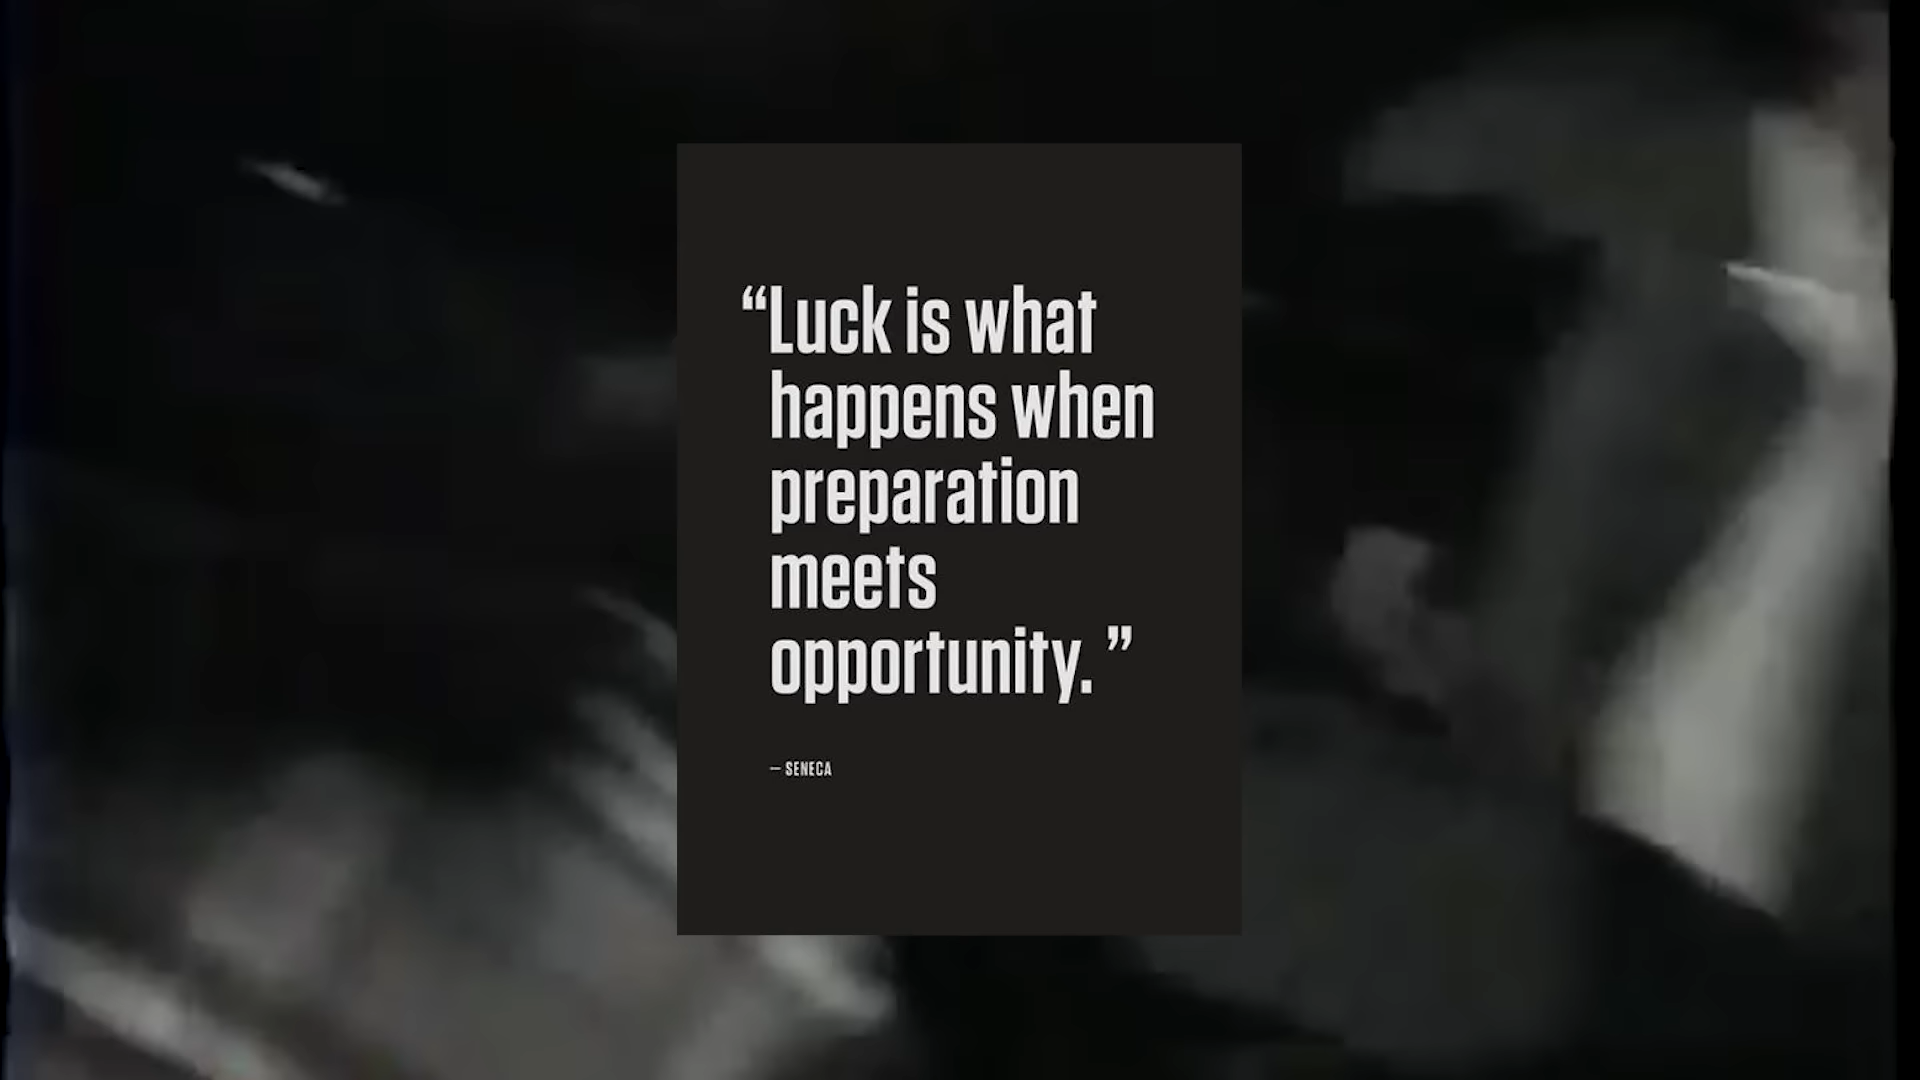 “Luck is what
happens when
preparation
meets
opportunity. ”
– SENECA